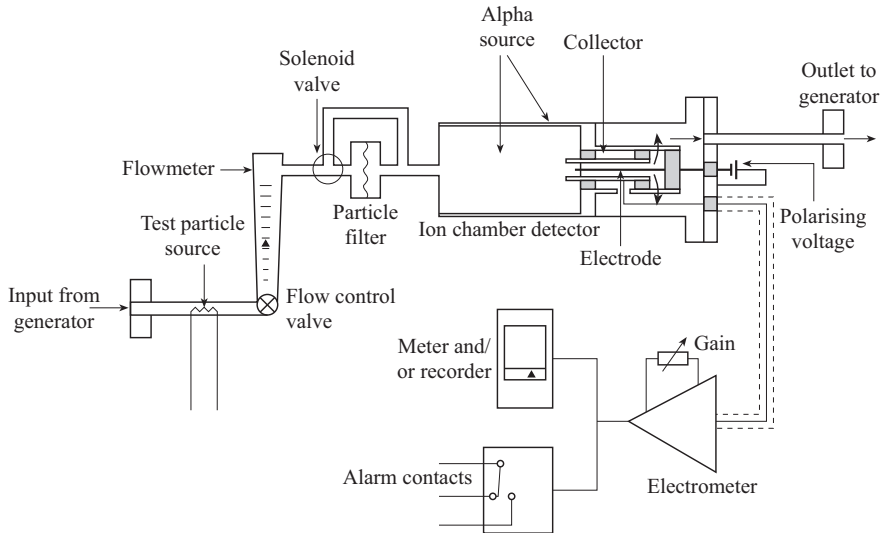 Alpha
source
Collector
Solenoid
valve
Outlet to
generator
Flowmeter
Particle
filter
Test particle
source
Ion chamber detector
Electrode
Polarising
voltage
Input from
generator
Flow control
valve
Meter and/
or recorder
Gain
Alarm contacts
Electrometer